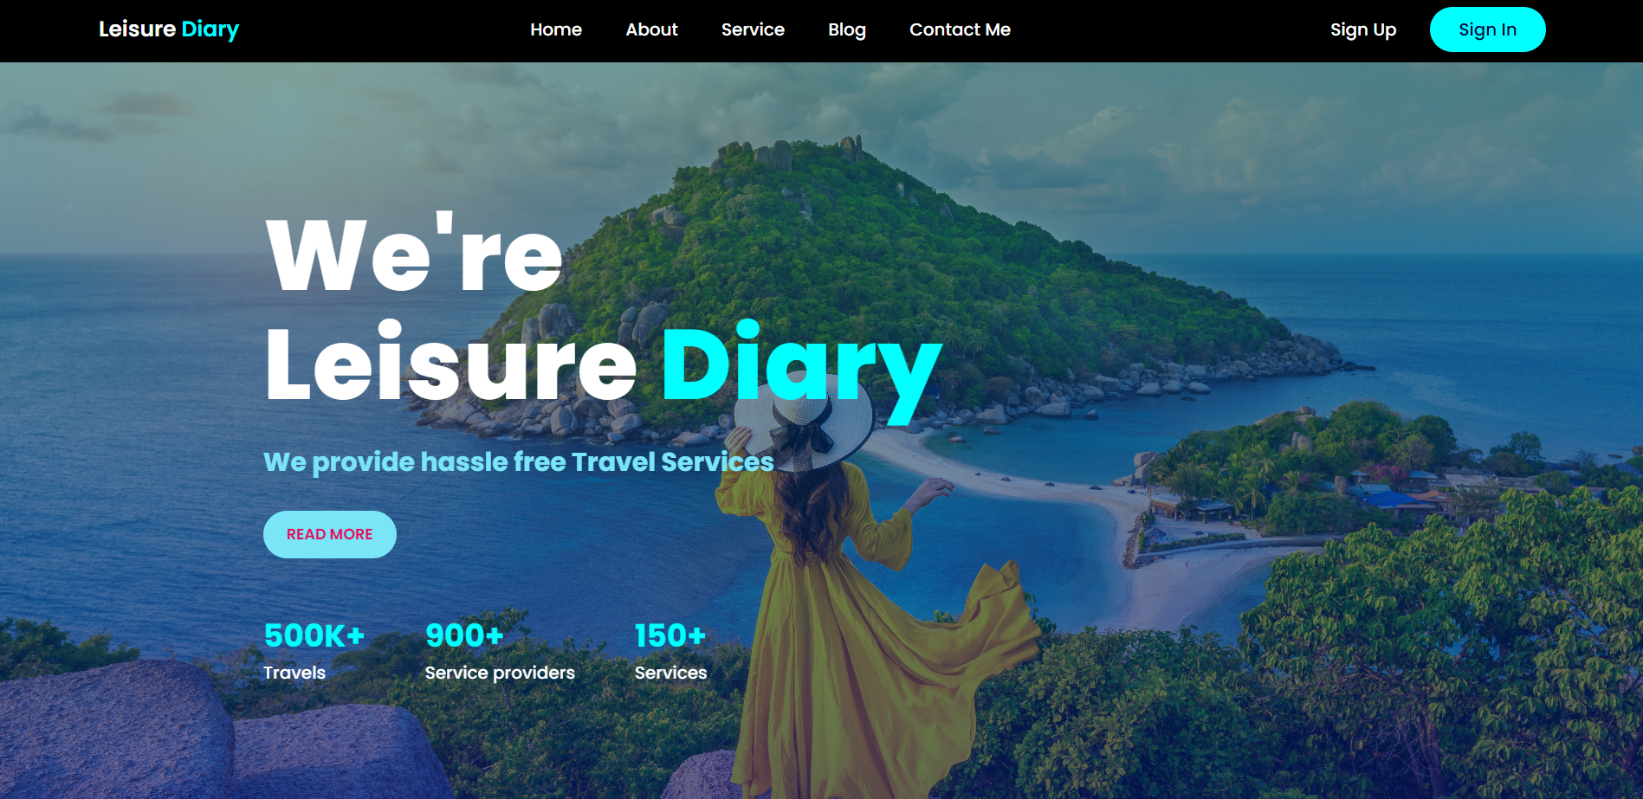 Leisure Diary
Home About Service Blog Contact Me
Sign Up Sign In
We're
Leisure Diary
We provide hassle free Travel Services
READ MORE
500K+ 900+ 150+
Travels Service providers Services